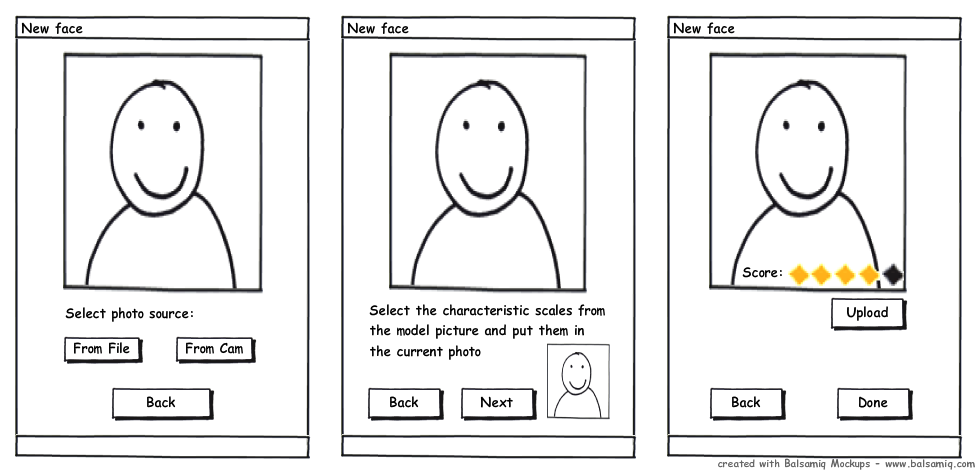 New face
Select photo source:
From File
From Cam
Back
New face
Select the characteristic scales from
the model picture and put them in
the current photo
Back
Next
New face
Score:
Upload
Back
Done
created with Balsamiq Mockups - www.balsamiq.com